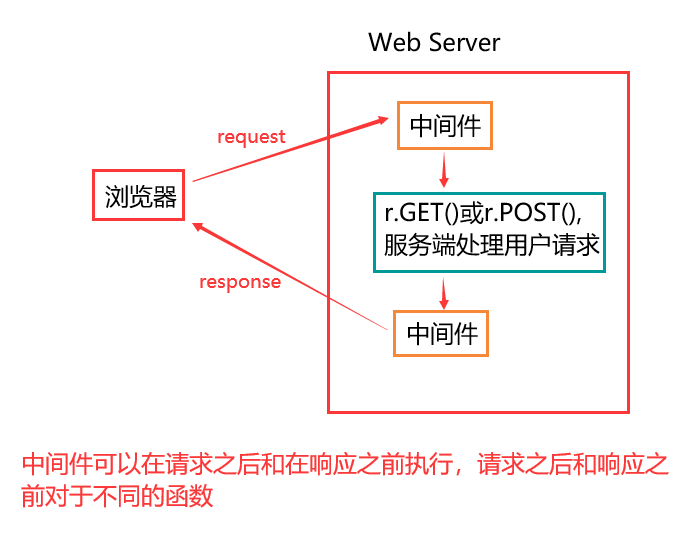 Web Server
中间件
request
浏览器
r.GET()或r.POST(),
服务端处理用户请求
response
中间件
中间件可以在请求之后和在响应之前执行，请求之后和响应之
前对于不同的函数